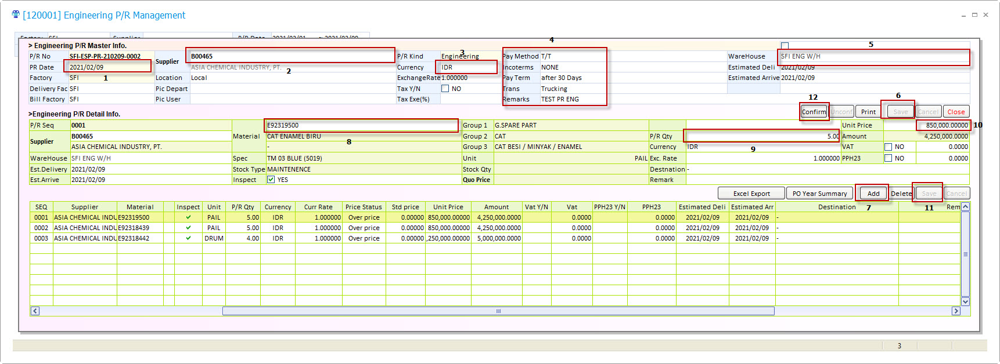 [120001] Engineering P/R Management
> Engineering P/R Master Info.
4
5
P/R No SFI-ESP-PR-210209-0002 Supplier B00465 P/R Kind Engineering 3 Pay Method T/T WareHouse SFI ENG W/H
PR Date 2021/02/09 ASIA CHEMICAL INDUSTRY, PT. 2 Currency IDR Incoterms NONE Estimated Deli 2021/02/09
Factory SFI 1 Location Local ExchangeRate 1.000000 Pay Term after 30 Days Estimated Arrive 2021/02/09
Delivery Fac SFI Pic Depart Tax Y/N NO Trans Trucking
Bill Factory SFI Pic User Tax Exe(%) Remarks TEST PR ENG
12 6
>Engineering P/R Detail Info. Confirm Unconf Print Save Cancel Close
P/R Seq 0001 E92319500 Group 1 G.SPARE PART Unit Price 850,000.00000 10
Supplier B00465 Material CAT ENAMEL BIRU 8 Group 2 CAT P/R Qty 5.00 Amount 4,250,000.0000
ASIA CHEMICAL INDUSTRY, PT. - Group 3 CAT BESI / MINYAK / ENAMEL Currency IDR 9 VAT NO 0.0000
WareHouse SFI ENG W/H Spec TM 03 BLUE (5019) Unit PAIL Exc. Rate 1.000000 PPH23 NO 0.0000
Est.Delivery 2021/02/09 Stock Type MAINTENENCE Stock Qty Destnation -
Est.Arrive 2021/02/09 Inspect YES Quo Price Remark
Excel Export PO Year Summary Add Delete Save Cancel
7 11
SEQ Supplier Material Inspect Unit P/R Qty Currency Curr Rate Price Status Std price Unit Price Amount Vat Y/N Vat PPH23 Y/N PPH23 Estimated Deli Estimated Arr Destination Rem
0001 ASIA CHEMICAL INDU E92319500 PAIL 5.00 IDR 1.000000 Over price 0.00000 850,000.00000 4,250,000.0000 0.0000 0.0000 2021/02/09 2021/02/09 -
0002 ASIA CHEMICAL INDU E92318439 PAIL 5.00 IDR 1.000000 Over price 0.00000 850,000.00000 4,250,000.0000 0.0000 0.0000 2021/02/09 2021/02/09 -
0003 ASIA CHEMICAL INDU E92318442 DRUM 4.00 IDR 1.000000 Over price 0.00000 ,250,000.00000 5,000,000.0000 0.0000 0.0000 2021/02/09 2021/02/09 -
3